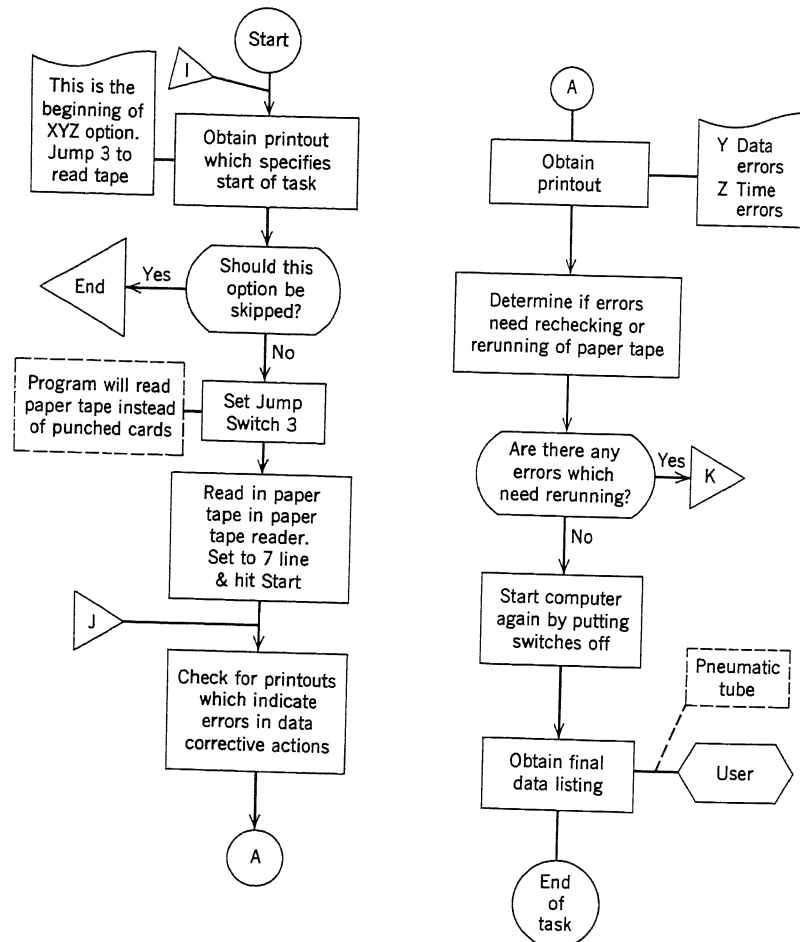 Start
I
This is the
beginning of
XYZ option.
Jump 3 to
read tape
Obtain printout
which specifies
start of task
Should this
option be
skipped?
Yes
End
No
Program will read
paper tape instead
of punched cards
Set Jump
Switch 3
Read in paper
tape in paper
tape reader.
Set to 7 line
& hit Start
J
Check for printouts
which indicate
errors in data
corrective actions
A
A
Obtain
printout
Y Data
errors
Z Time
errors
Determine if errors
need rechecking or
rerunning of paper tape
Are there any
errors which
need rerunning?
Yes
K
No
Start computer
again by putting
switches off
Pneumatic
tube
Obtain final
data listing
User
End
of
task